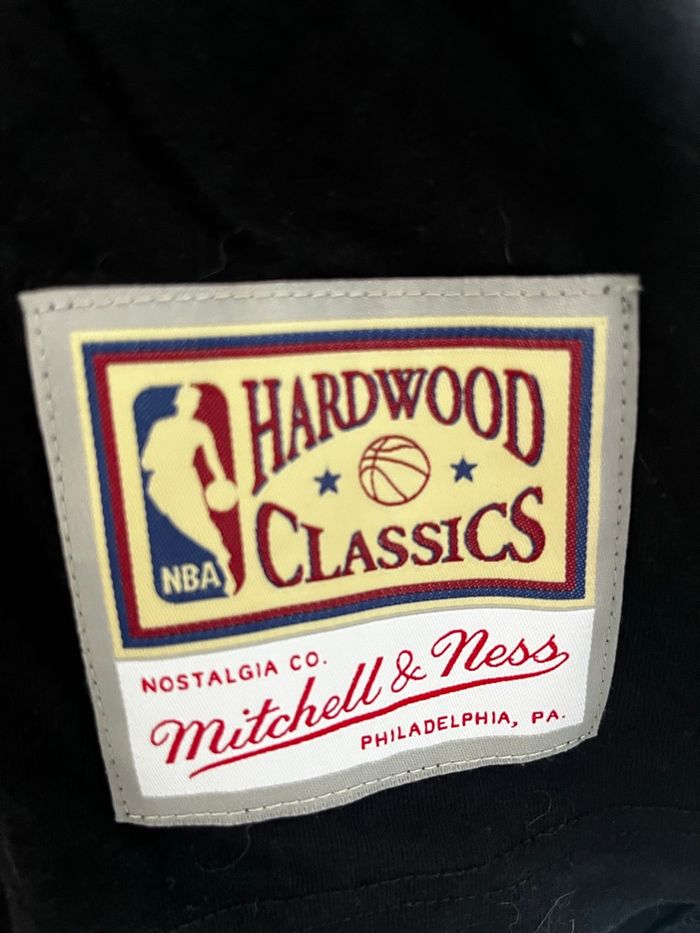 HARDWOOD
CLASSICS
NBA
NOSTALGIA CO.
Mitchell & Ness
PHILADELPHIA, PA.